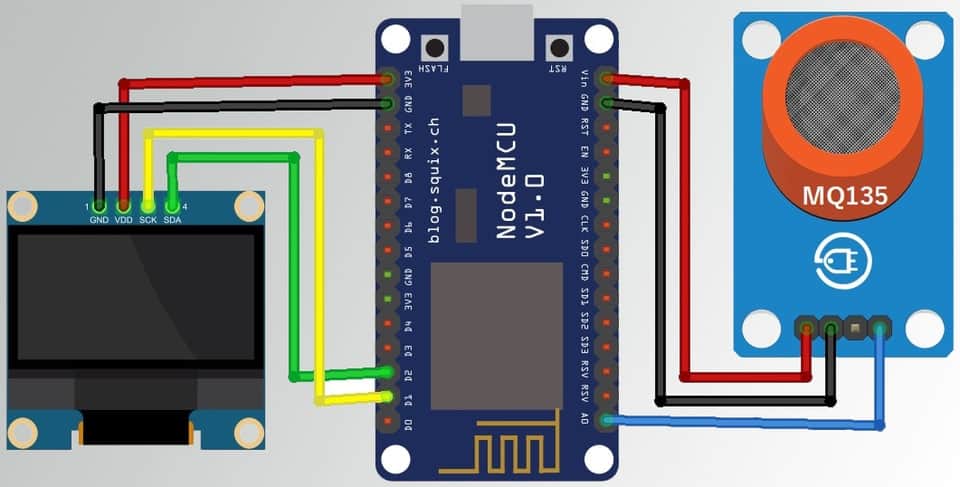 FLASH
RST
3V3
GND
TX
RX
D8
D7
D6
D5
GND
3V3
D4
D3
D2
D1
D0
blog.squix.ch
NodeMCU
V1.0
Vin
GND
RST
EN
3V3
GND
CLK
SD0
CMD
SD1
SD2
SD3
RSV
RSV
A0
1 4
GND VDD SCK SDA
MQ135